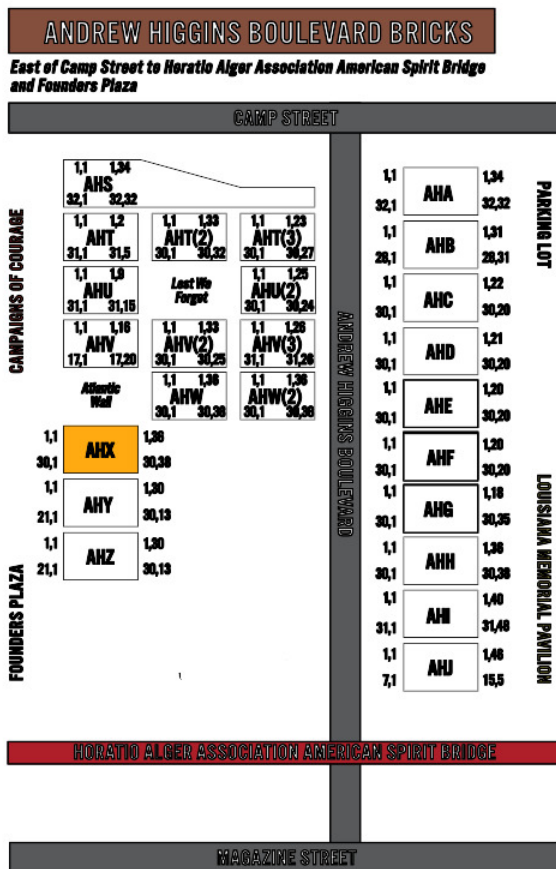 ANDREW HIGGINS BOULEVARD BRICKS
East of Camp Street to Horatio Alger Association American Spirit Bridge
and Founders Plaza
CAMP STREET
CAMPAIGNS OF COURAGE
FOUNDERS PLAZA
1,1 1,34
AHS
32,1 32,32
1,1 1,2
AHT
31,1 31,5
1,1 1,33
AHT(2)
30,1 30,32
1,1 1,23
AHT(3)
30,1 30,27
1,1 1,9
AHU
31,1 31,15
Lest We
Forget
1,1 1,25
AHU(2)
30,1 30,24
1,1 1,16
AHV
17,1 17,20
1,1 1,33
AHV(2)
30,1 30,25
1,1 1,26
AHV(3)
31,1 31,26
Atlantic
Wall
1,1 1,36
AHW
30,1 30,36
1,1 1,36
AHW(2)
30,1 30,36
1,1 1,36
AHX
30,1 30,38
1,1 1,30
AHY
21,1 30,13
1,1 1,30
AHZ
21,1 30,13
ANDREW HIGGINS BOULEVARD
1,1 1,34
AHA
32,1 32,32
1,1 1,31
AHB
28,1 28,31
1,1 1,22
AHC
30,1 30,20
1,1 1,21
AHD
30,1 30,20
1,1 1,20
AHE
30,1 30,20
1,1 1,20
AHF
30,1 30,20
1,1 1,18
AHG
30,1 30,35
1,1 1,36
AHH
30,1 30,36
1,1 1,40
AHI
31,1 31,48
1,1 1,46
AHJ
7,1 15,5
PARKING LOT
LOUISIANA MEMORIAL PAVILION
HORATIO ALGER ASSOCIATION AMERICAN SPIRIT BRIDGE
MAGAZINE STREET